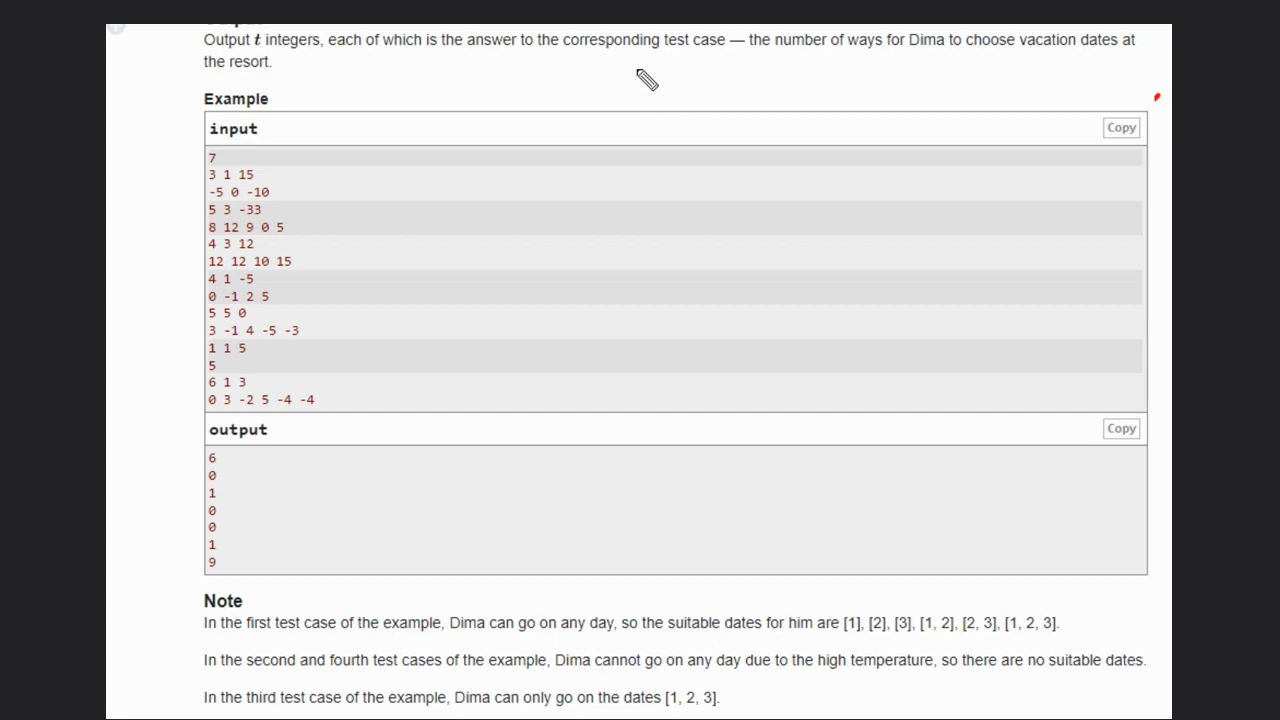 Output t integers, each of which is the answer to the corresponding test case — the number of ways for Dima to choose vacation dates at
the resort.
Example
input
Copy
7
3 1 15
-5 0 -10
5 3 -33
8 12 9 0 5
4 3 12
12 12 10 15
4 1 -5
0 -1 2 5
5 5 0
3 -1 4 -5 -3
1 1 5
5
6 1 3
0 3 -2 5 -4 -4
output
Copy
6
0
1
0
0
1
9
Note
In the first test case of the example, Dima can go on any day, so the suitable dates for him are [1], [2], [3], [1, 2], [2, 3], [1, 2, 3].
In the second and fourth test cases of the example, Dima cannot go on any day due to the high temperature, so there are no suitable dates.
In the third test case of the example, Dima can only go on the dates [1, 2, 3].